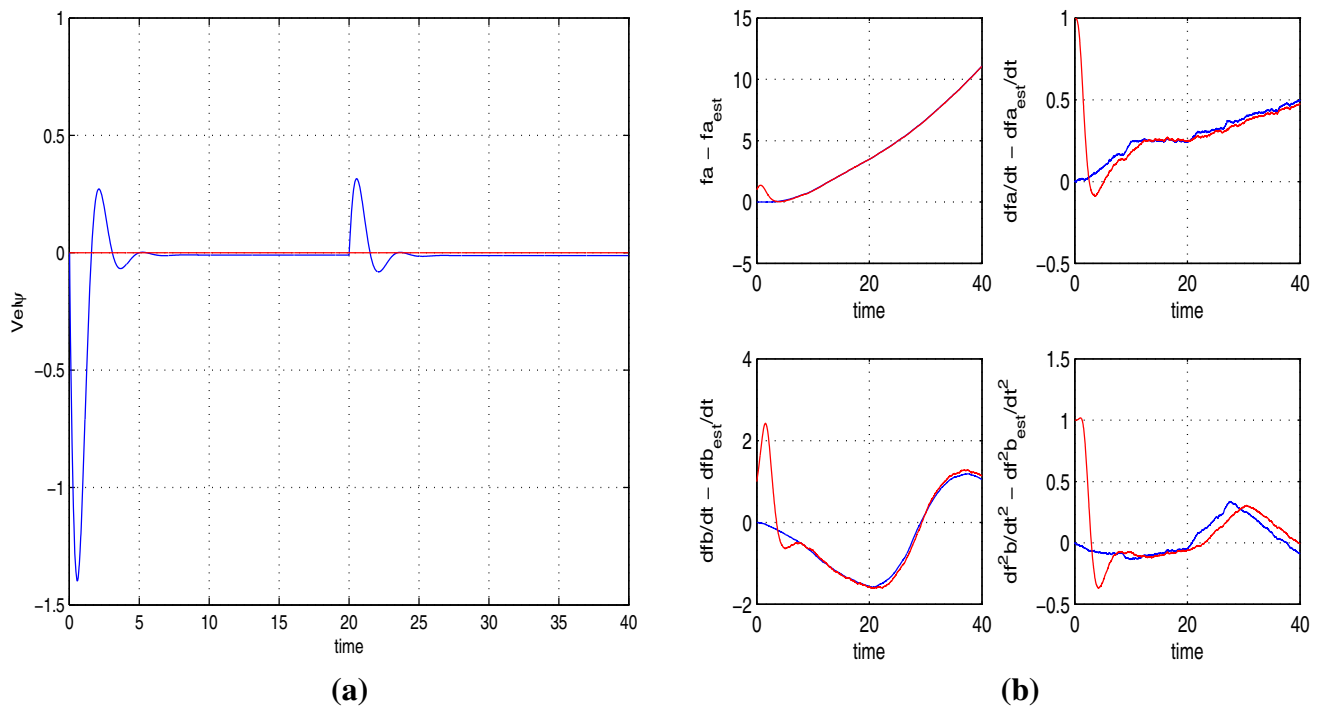 1
0.5
0
−0.5
−1
−1.5
Velψ
0 5 10 15 20 25 30 35 40
time
(a)
15
10
5
0
−5
fa − fa_est
0 20 40
time
1
0.5
0
−0.5
dfa/dt − dfa_est/dt
0 20 40
time
4
2
0
−2
dfb/dt − dfb_est/dt
0 20 40
time
1.5
1
0.5
0
−0.5
df²b/dt² − df²b_est/dt²
0 20 40
time
(b)